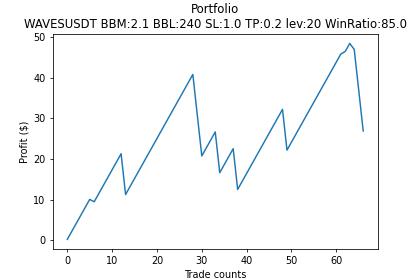 Portfolio
WAVESUSDT BBM:2.1 BBL:240 SL:1.0 TP:0.2 lev:20 WinRatio:85.0
50
40
30
20
10
0
Profit ($)
0 10 20 30 40 50 60
Trade counts